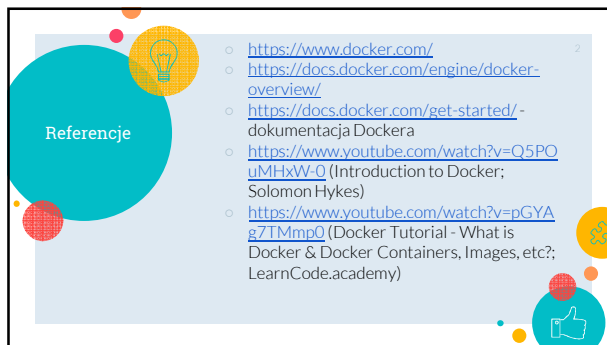 Referencje
2
https://www.docker.com/
https://docs.docker.com/engine/docker-
overview/
https://docs.docker.com/get-started/ -
dokumentacja Dockera
https://www.youtube.com/watch?v=Q5PO
uMHxW-0 (Introduction to Docker;
Solomon Hykes)
https://www.youtube.com/watch?v=pGYA
g7TMmp0 (Docker Tutorial - What is
Docker & Docker Containers, Images, etc?;
LearnCode.academy)